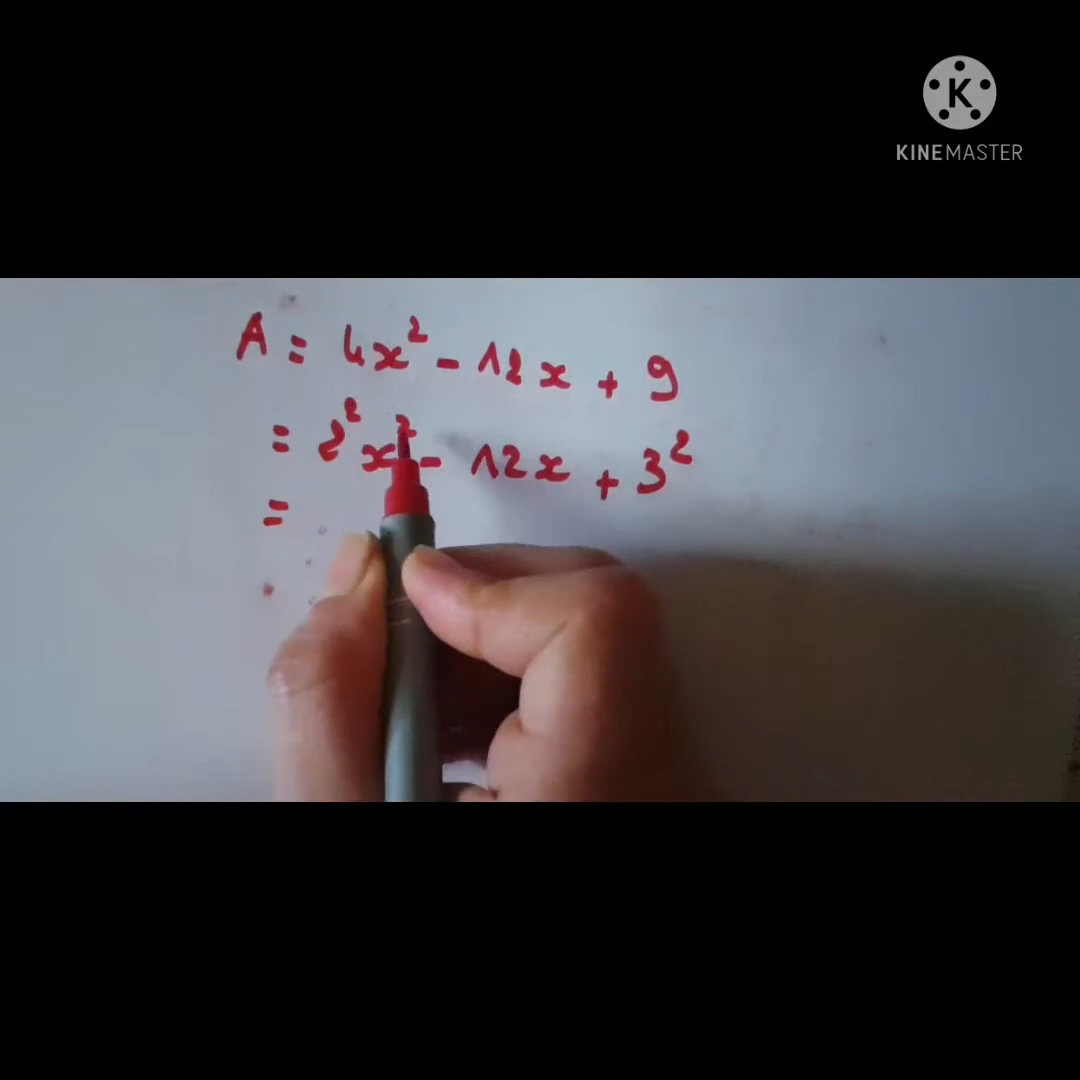 KINEMASTER
A = 4x² - 12x + 9
= 2²x² - 12x + 3²
=